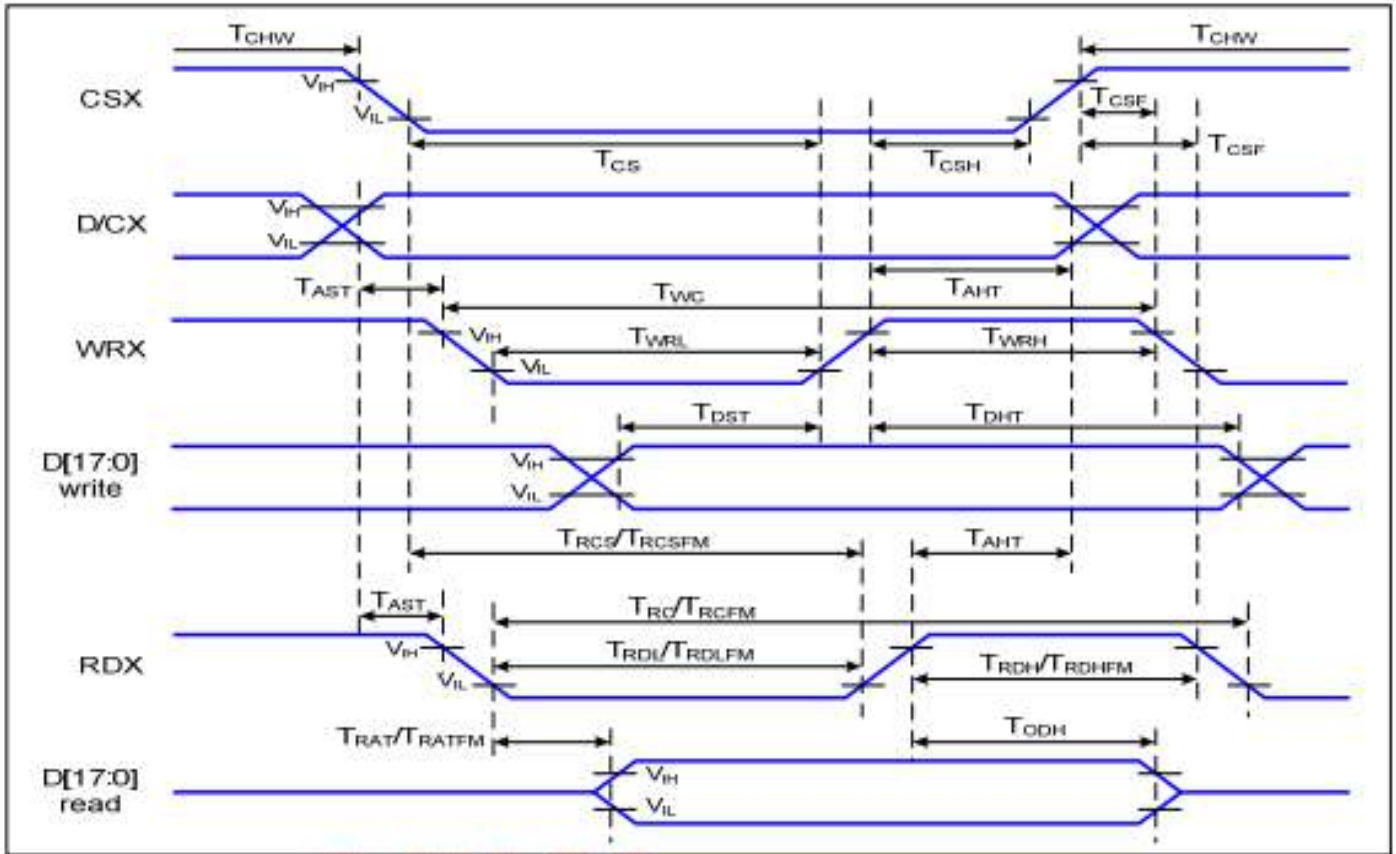 TCHW TCHW
VIH
CSX
VIL
TCSF
TCSF
TCS TCSH
VIH
D/CX
VIL
TAST TWC TAHT
VIH TWRL TWRH
WRX
VIL
TDST TDHT
D[17:0]
write
VIH
VIL
TRCS/TRCSFM TAHT
TAST TRC/TRCFM
VIH
RDX
TRDL/TRDLFM TRDH/TRDHFM
VIL
TRAT/TRATFM TODH
D[17:0]
read
VIH
VIL